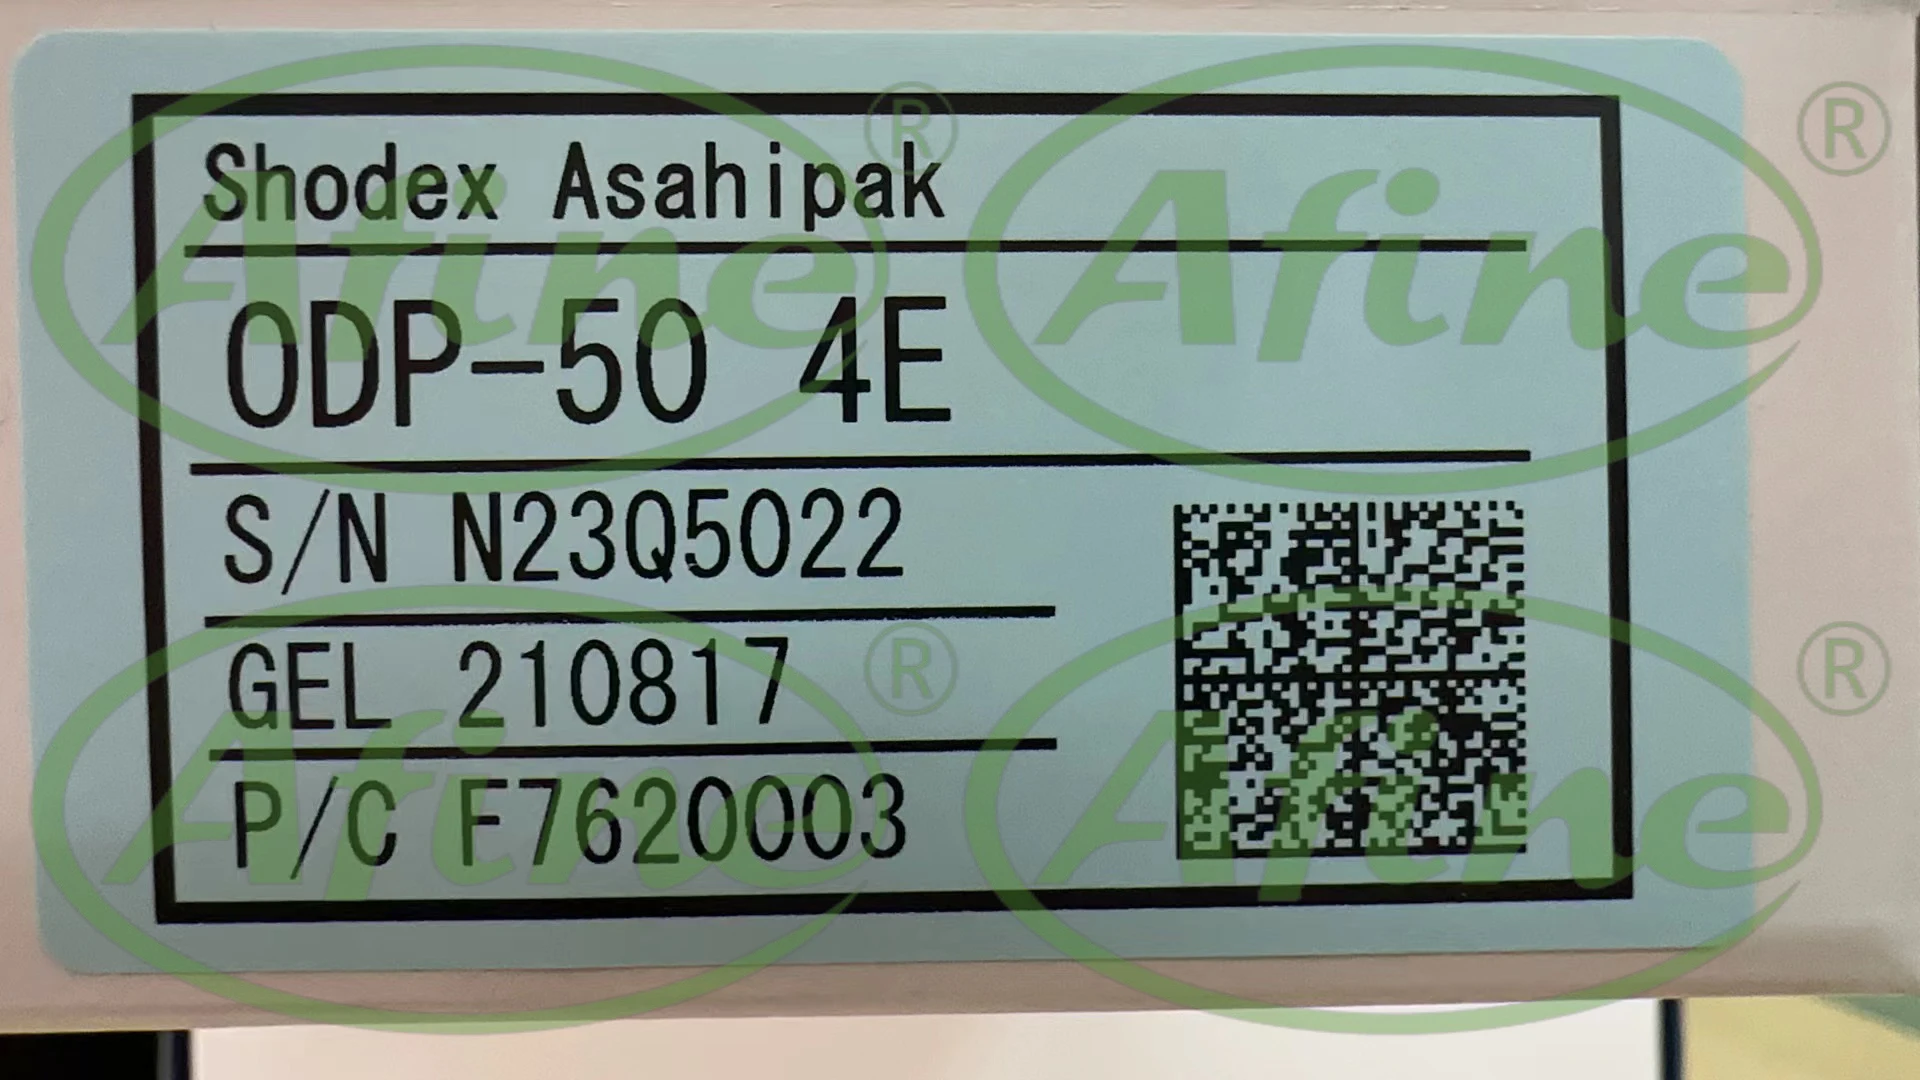 Shodex Asahipak
ODP-50 4E
S/N N23Q5022
GEL 210817
P/C F7620003
Afine®
Afine®
Afine®
Afine®